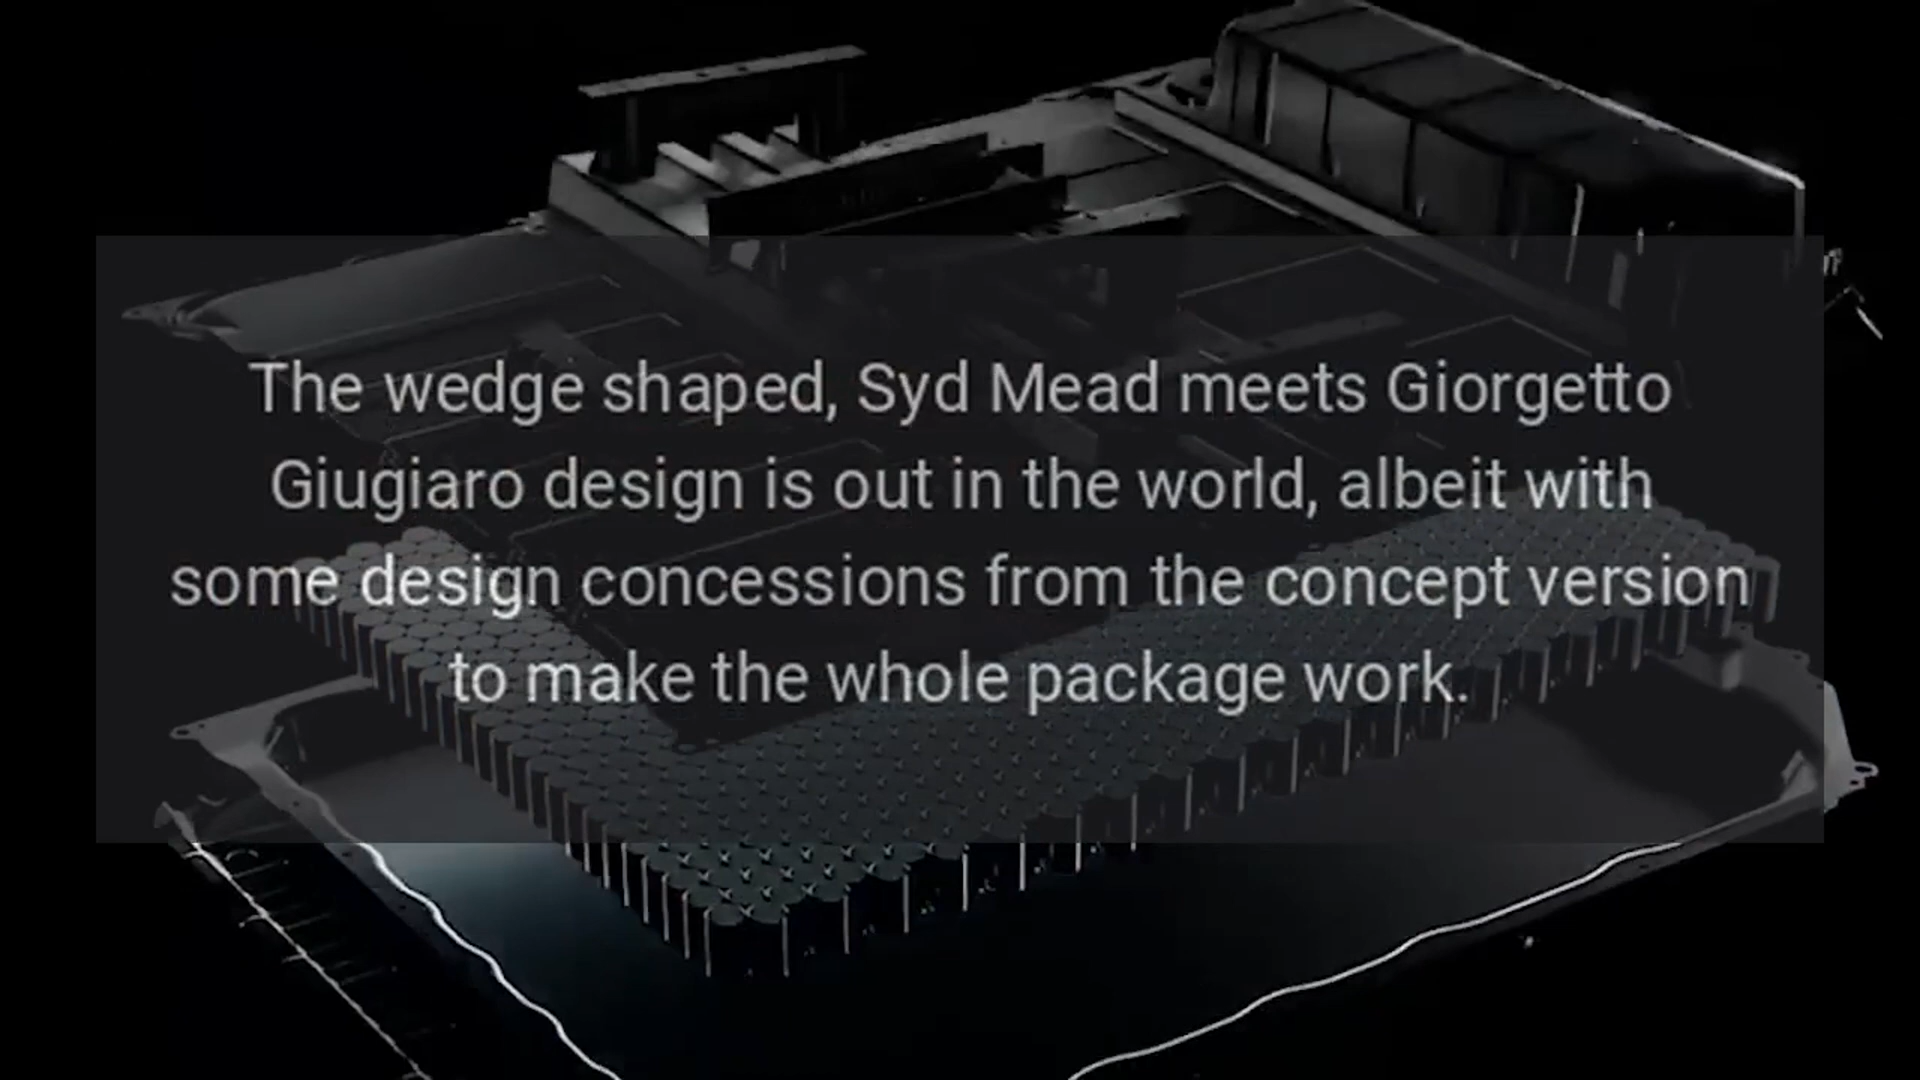 The wedge shaped, Syd Mead meets Giorgetto
Giugiaro design is out in the world, albeit with
some design concessions from the concept version
to make the whole package work.